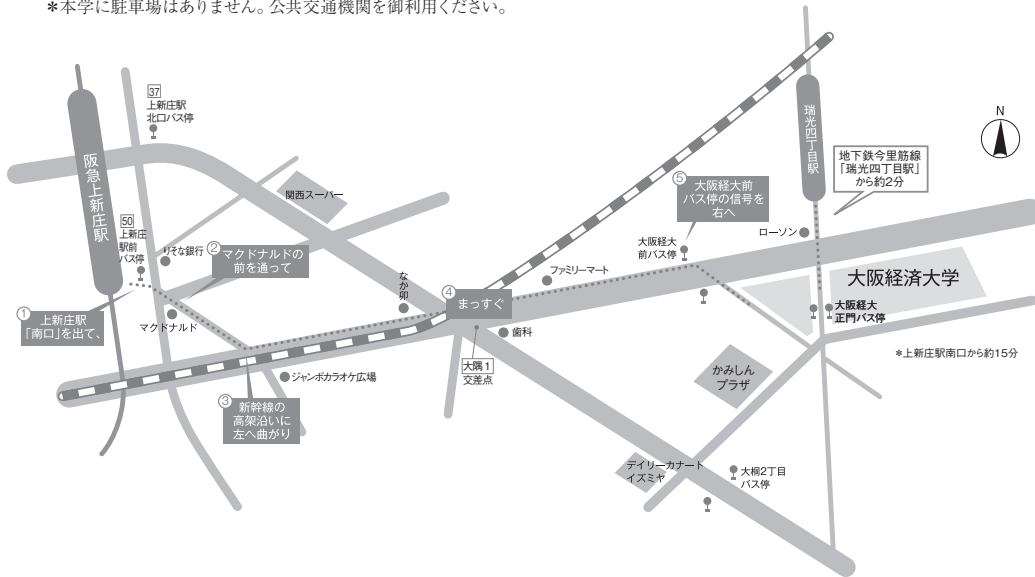 ＊本学に駐車場はありません。公共交通機関を御利用ください。
37
上新庄駅
北口バス停
阪急上新庄駅
50
上新庄
駅前
バス停
りそな銀行
関西スーパー
② マクドナルドの
前を通って
① 上新庄駅
「南口」を出て、
マクドナルド
なか卯
④ まっすぐ
ファミリーマート
歯科
大隅1
交差点
ジャンボカラオケ広場
③ 新幹線の
高架沿いに
左へ曲がり
⑤ 大阪経大前
バス停の信号を
右へ
大阪経大
前バス停
ローソン
瑞光四丁目駅
地下鉄今里筋線
「瑞光四丁目駅」
から約2分
N
大阪経済大学
大阪経大
正門バス停
＊上新庄駅南口から約15分
かみしん
プラザ
デイリーカナート
イズミヤ
大桐2丁目
バス停